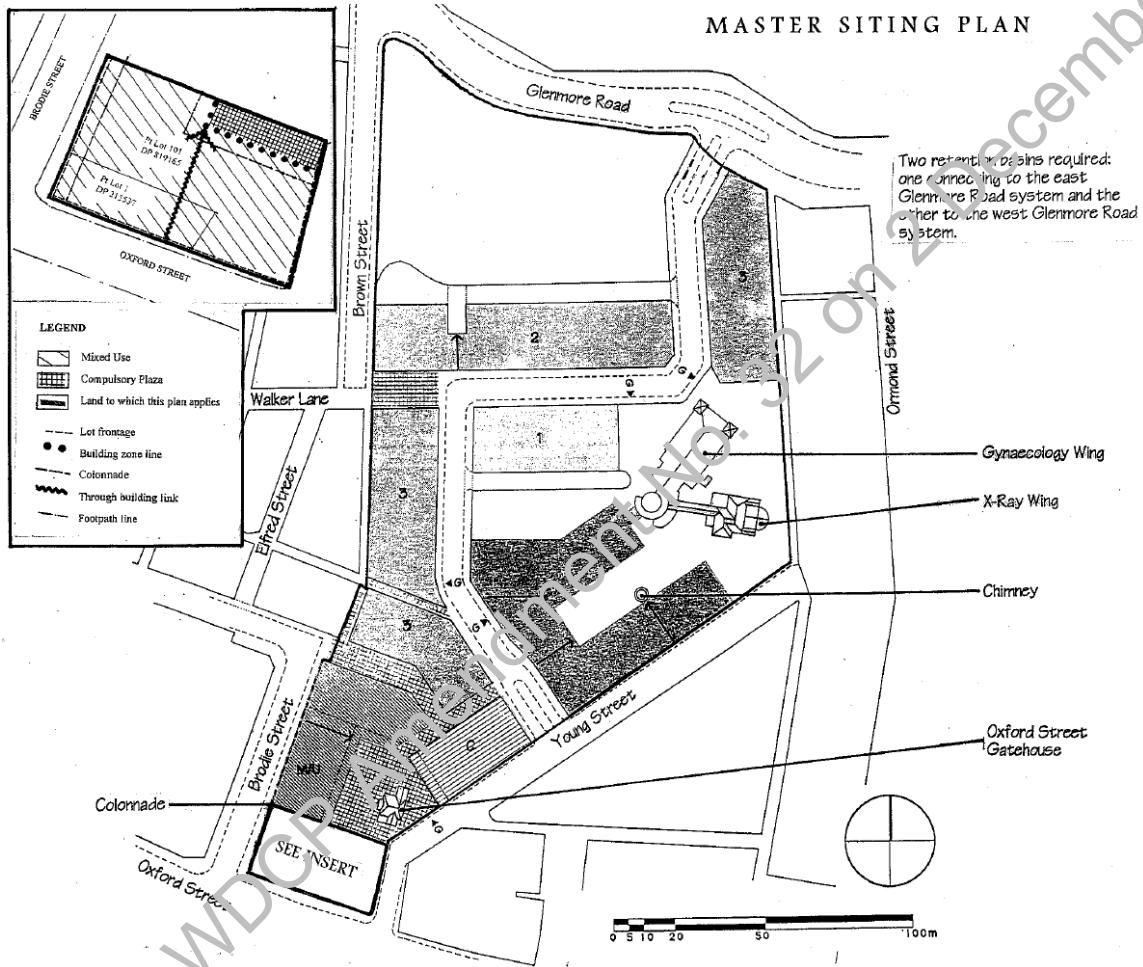 MASTER SITING PLAN
BRODIE STREET
Pt Lot 101
DP 819165
Pt Lot 1
DP 215537
OXFORD STREET
LEGEND
Mixed Use
Compulsory Plaza
Land to which this plan applies
Lot frontage
Building zone line
Colonnade
Through building link
Footpath line
Glenmore Road
Two retention basins required:
one connecting to the east
Glenmore Road system and the
other to the west Glenmore Road
system.
Brown Street
Ormond Street
3
2
G
G
Walker Lane
1
3
Gynaecology Wing
X-Ray Wing
Elfred Street
G
Chimney
3
G
Young Street
Oxford Street
Gatehouse
Brodie Street
M/U
C
Colonnade
G
SEE INSERT
Oxford Street
0 5 10 20 50 100m
WDCP Amendment No. 32 on 2 December